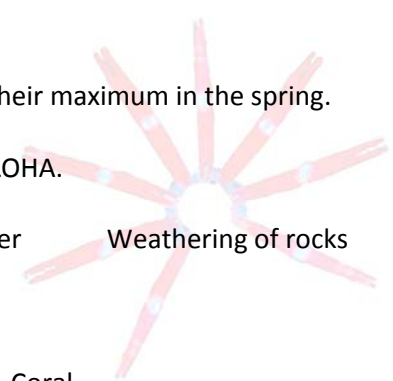 heir maximum in the spring.
OHA.
er Weathering of rocks
Coral